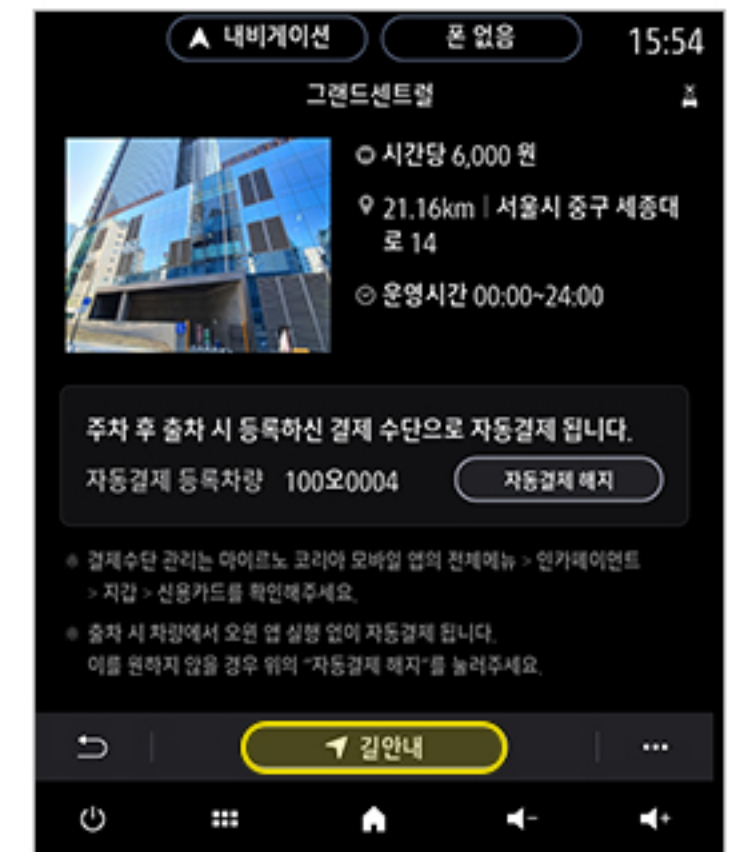 내비게이션 폰 없음 15:54
그랜드센트럴
시간당 6,000 원
21.16km | 서울시 중구 세종대
로 14
운영시간 00:00~24:00
주차 후 출차 시 등록하신 결제 수단으로 자동결제 됩니다.
자동결제 등록차량 100오0004 자동결제 해지
※ 결제수단 관리는 마이르노 코리아 모바일 앱의 전체메뉴 > 인카페이먼트
> 지갑 > 신용카드를 확인해주세요.
※ 출차 시 차량에서 오윈 앱 실행 없이 자동결제 됩니다.
이를 원하지 않을 경우 위의 "자동결제 해지"를 눌러주세요.
길안내